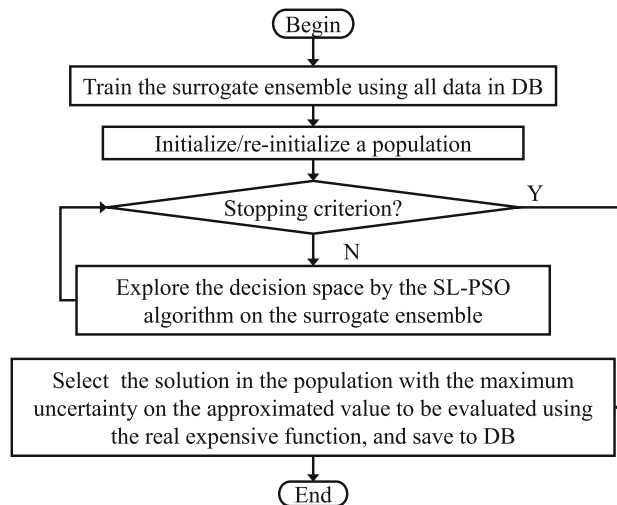 Begin
Train the surrogate ensemble using all data in DB
Initialize/re-initialize a population
Stopping criterion?
Y
N
Explore the decision space by the SL-PSO
algorithm on the surrogate ensemble
Select the solution in the population with the maximum
uncertainty on the approximated value to be evaluated using
the real expensive function, and save to DB
End